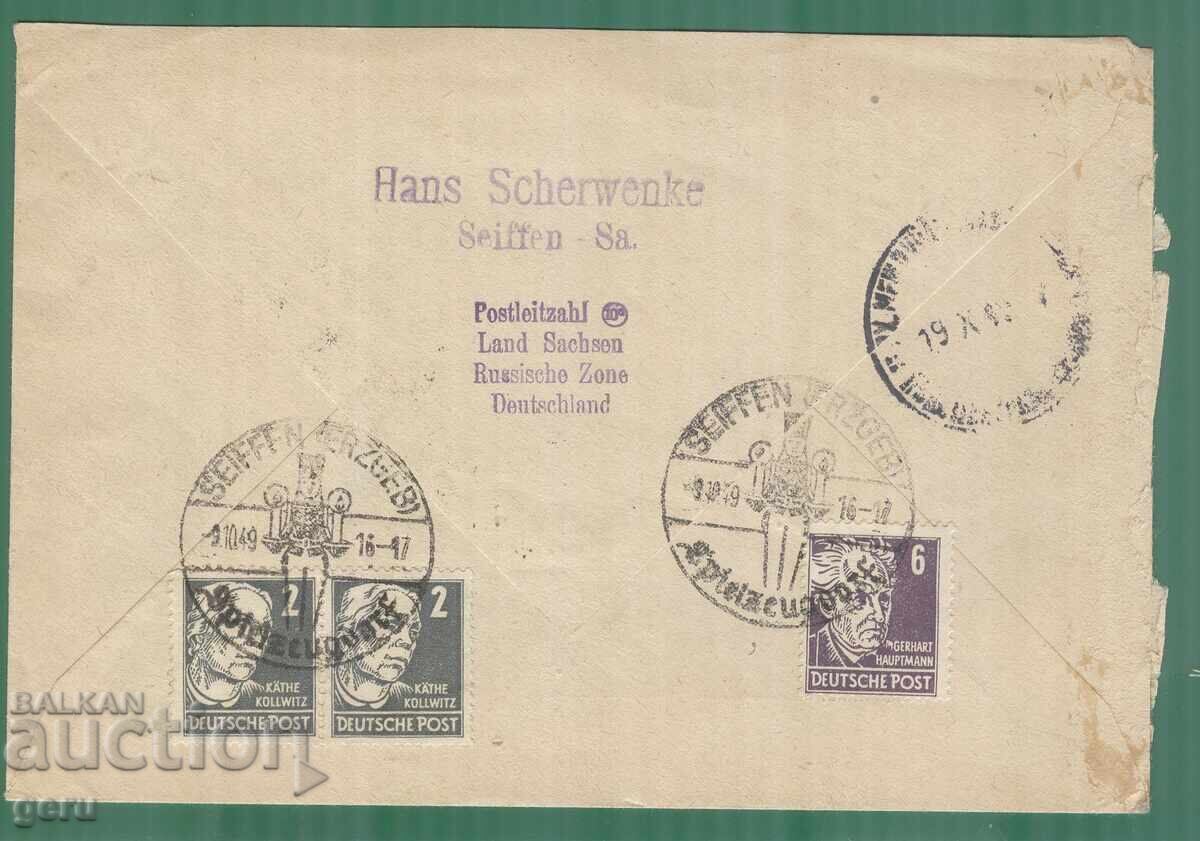 Hans Scherwenke
Seiffen - Sa.
Postleitzahl 10a
Land Sachsen
Russische Zone
Deutschland
19 X
SEIFFEN (ERZGEB)
-9.10.49 16-17
Spielzeugdorf
SEIFFEN (ERZGEB)
-9.10.49 16-17
Spielzeugdorf
2
KÄTHE
KOLLWITZ
DEUTSCHE POST
2
KÄTHE
KOLLWITZ
DEUTSCHE POST
6
GERHART
HAUPTMANN
DEUTSCHE POST
BALKAN
auction
geru